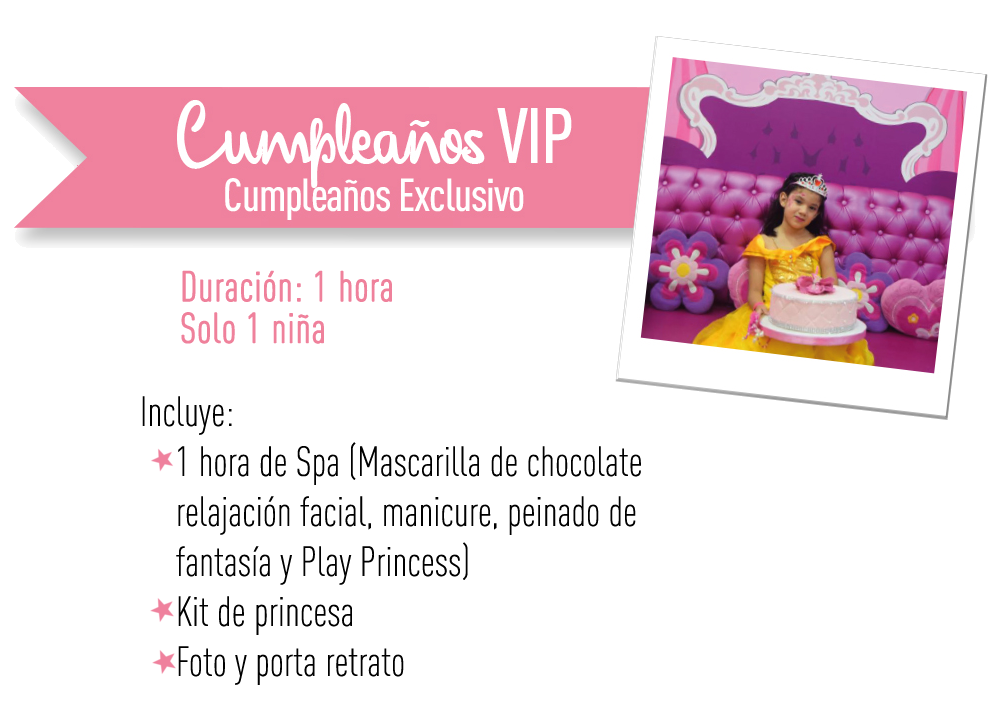 Cumpleaños VIP
Cumpleaños Exclusivo
Duración: 1 hora
Solo 1 niña
Incluye:
1 hora de Spa (Mascarilla de chocolate
relajación facial, manicure, peinado de
fantasía y Play Princess)
Kit de princesa
Foto y porta retrato